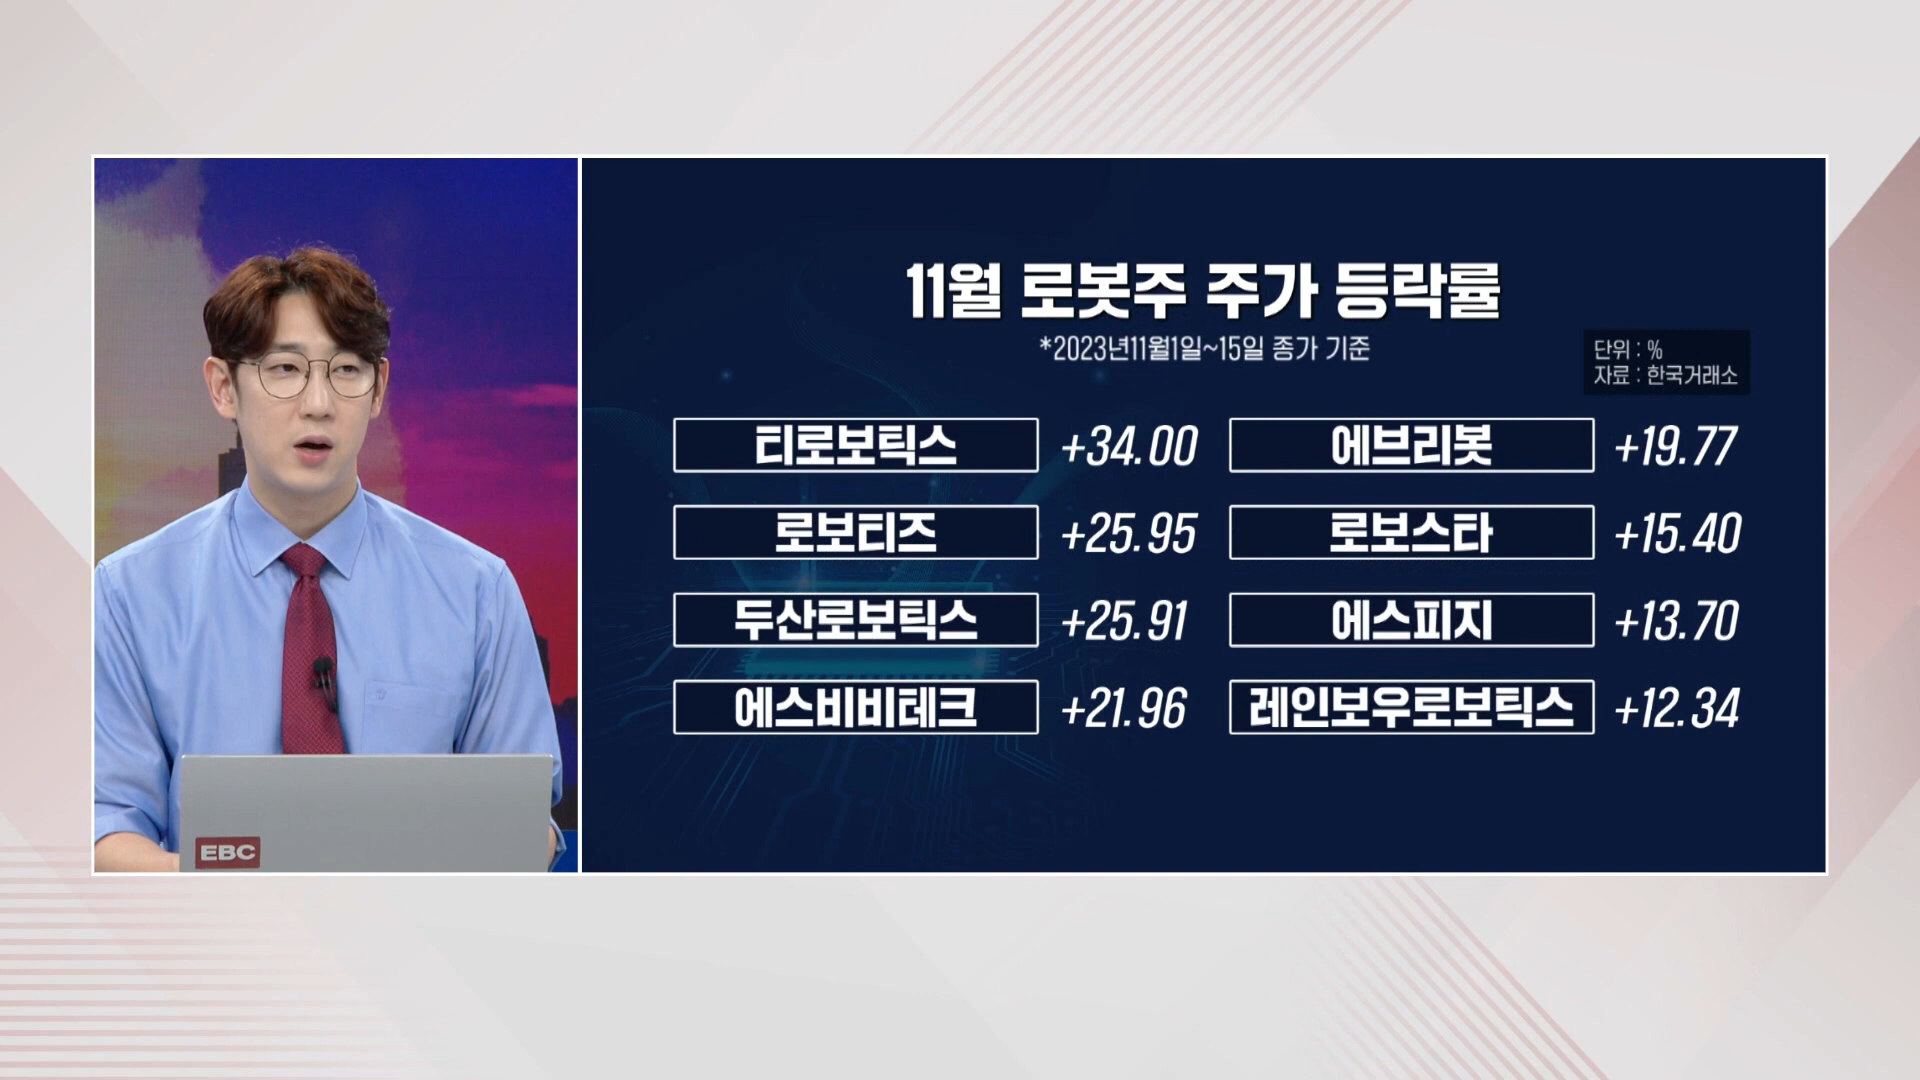 11월 로봇주 주가 등락률
*2023년11월1일~15일 종가 기준
단위 : %
자료 : 한국거래소
티로보틱스 +34.00 에브리봇 +19.77
로보티즈 +25.95 로보스타 +15.40
두산로보틱스 +25.91 에스피지 +13.70
에스비비테크 +21.96 레인보우로보틱스 +12.34
EBC